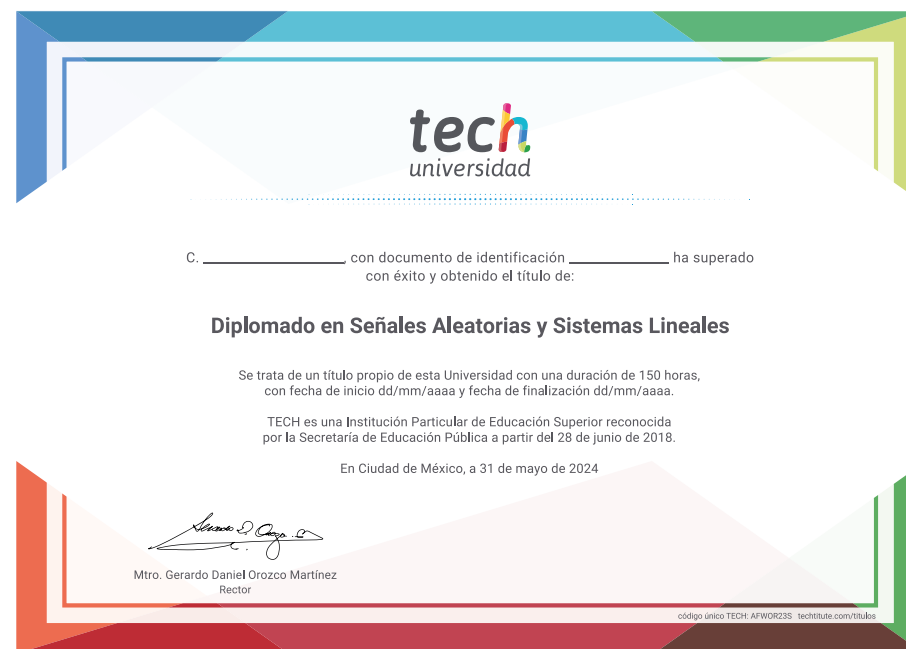 tech
universidad
C. ____________, con documento de identificación ____________ ha superado
con éxito y obtenido el título de:
Diplomado en Señales Aleatorias y Sistemas Lineales
Se trata de un título propio de esta Universidad con una duración de 150 horas,
con fecha de inicio dd/mm/aaaa y fecha de finalización dd/mm/aaaa.
TECH es una Institución Particular de Educación Superior reconocida
por la Secretaría de Educación Pública a partir del 28 de junio de 2018.
En Ciudad de México, a 31 de mayo de 2024
Mtro. Gerardo Daniel Orozco Martínez
Rector
código único TECH: AFWOR23S techtitute.com/titulos